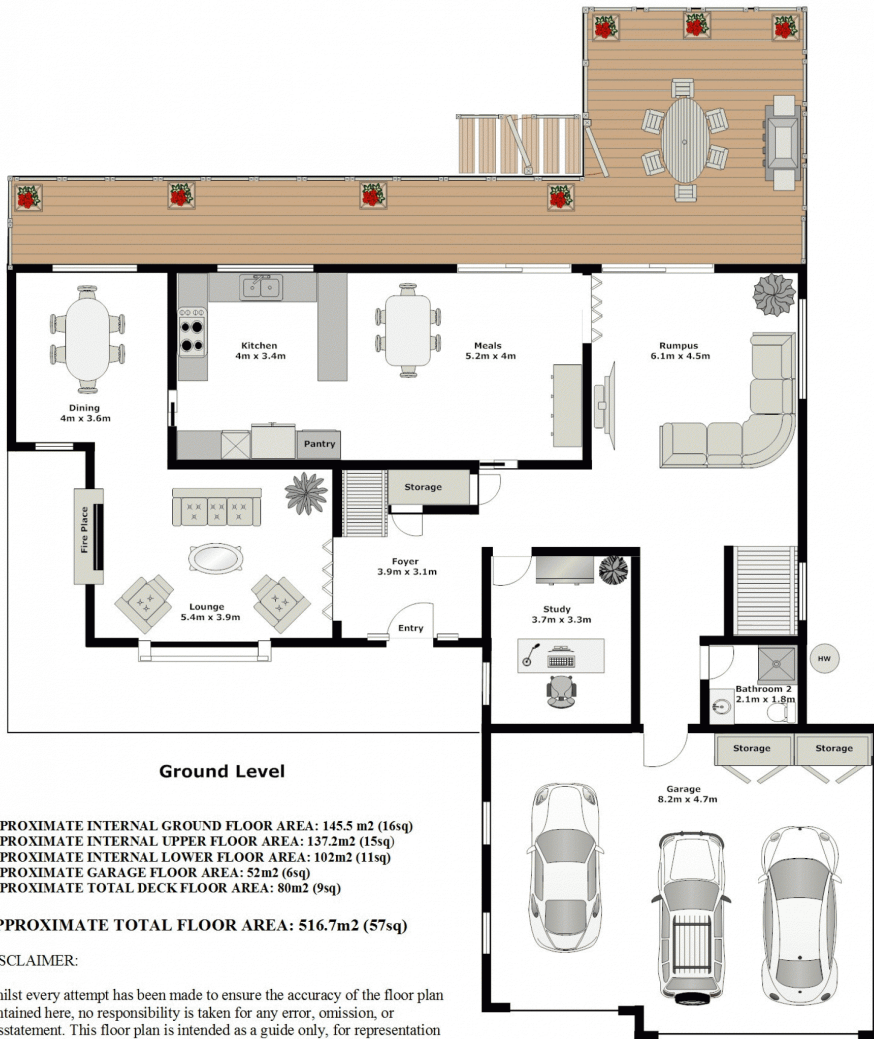 Kitchen
4m x 3.4m
Meals
5.2m x 4m
Rumpus
6.1m x 4.5m
Dining
4m x 3.6m
Pantry
Storage
Fire Place
Foyer
3.9m x 3.1m
Lounge
5.4m x 3.9m
Entry
Study
3.7m x 3.3m
HW
Bathroom 2
2.1m x 1.8m
Storage
Storage
Garage
8.2m x 4.7m
Ground Level
PROXIMATE INTERNAL GROUND FLOOR AREA: 145.5 m2 (16sq)
PROXIMATE INTERNAL UPPER FLOOR AREA: 137.2m2 (15sq)
PROXIMATE INTERNAL LOWER FLOOR AREA: 102m2 (11sq)
PROXIMATE GARAGE FLOOR AREA: 52m2 (6sq)
PROXIMATE TOTAL DECK FLOOR AREA: 80m2 (9sq)
PPROXIMATE TOTAL FLOOR AREA: 516.7m2 (57sq)
SCLAIMER:
hilst every attempt has been made to ensure the accuracy of the floor plan
ntained here, no responsibility is taken for any error, omission, or
sstatement. This floor plan is intended as a guide only, for representation